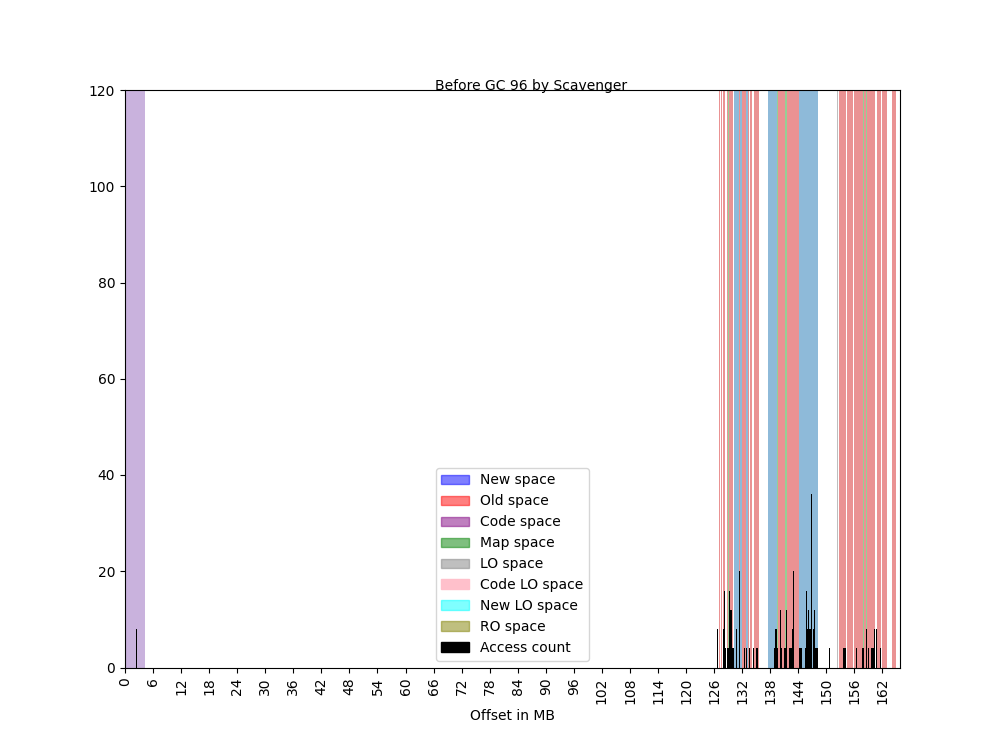 Before GC 96 by Scavenger
120
100
80
60
40
20
0
New space
Old space
Code space
Map space
LO space
Code LO space
New LO space
RO space
Access count
0 6 12 18 24 30 36 42 48 54 60 66 72 78 84 90 96 102 108 114 120 126 132 138 144 150 156 162
Offset in MB